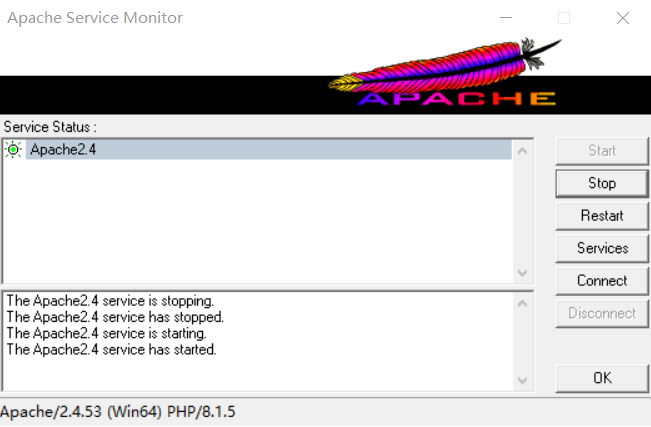 Apache Service Monitor
APACHE
Service Status :
Apache2.4
Start
Stop
Restart
Services
Connect
Disconnect
The Apache2.4 service is stopping.
The Apache2.4 service has stopped.
The Apache2.4 service is starting.
The Apache2.4 service has started.
OK
Apache/2.4.53 (Win64) PHP/8.1.5